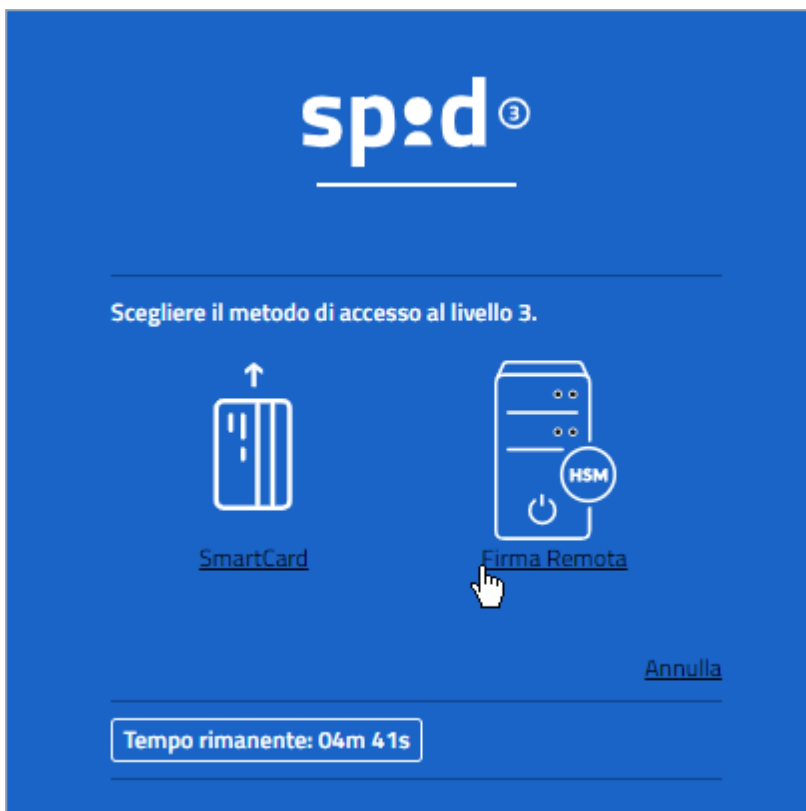 spid 3
Scegliere il metodo di accesso al livello 3.
HSM
SmartCard
Firma Remota
Annulla
Tempo rimanente: 04m 41s